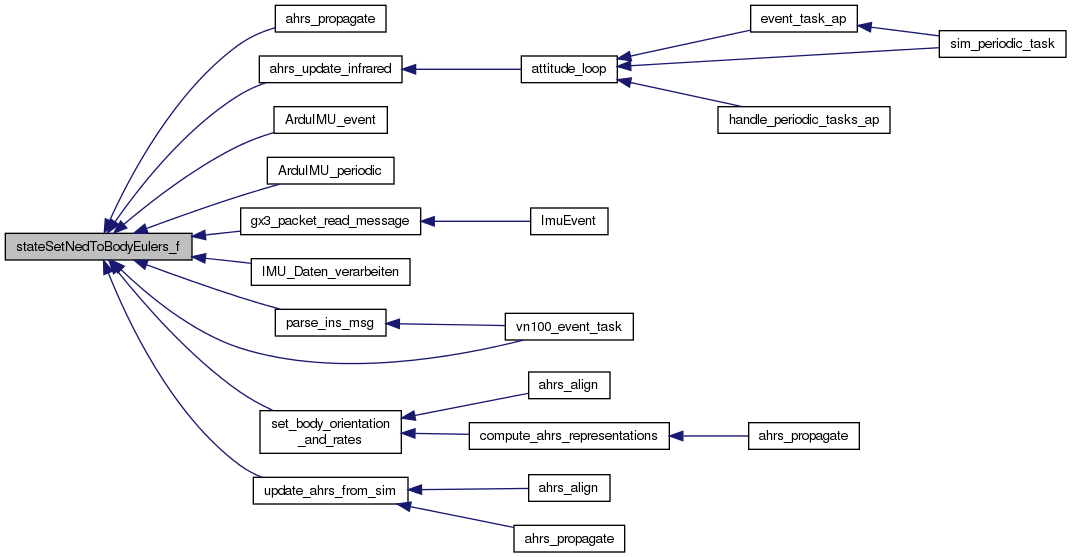 ahrs_propagate
event_task_ap
sim_periodic_task
ahrs_update_infrared
attitude_loop
handle_periodic_tasks_ap
ArduIMU_event
ArduIMU_periodic
gx3_packet_read_message
ImuEvent
stateSetNedToBodyEulers_f
IMU_Daten_verarbeiten
parse_ins_msg
vn100_event_task
ahrs_align
set_body_orientation
_and_rates
compute_ahrs_representations
ahrs_propagate
update_ahrs_from_sim
ahrs_align
ahrs_propagate